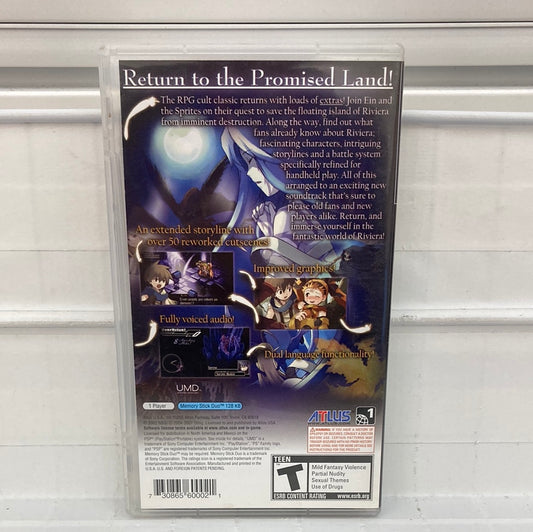 Return to the Promised Land!
The RPG cult classic returns with loads of extras! Join Ein and
the Sprites on their quest to save the floating island of Riviera
from imminent destruction. Along the way, find out what
fans already know about Riviera:
fascinating characters, intriguing
storylines and a battle system
specifically refined for
handheld play. All of this
arranged to an exciting new
soundtrack that's sure to
please old fans and new
players alike. Return, and
immerse yourself in the
fantastic world of Riviera!
An extended storyline with
over 50 reworked cutscenes!
Improved graphics!
Fully voiced audio!
Dual language functionality!
UMD
1 Player
Memory Stick Duo™ 128 KB
ATLUS
1
TEEN
T
Mild Fantasy Violence
Partial Nudity
Sexual Themes
Use of Drugs
ESRB CONTENT RATING
www.esrb.org
7 30865 60002 1